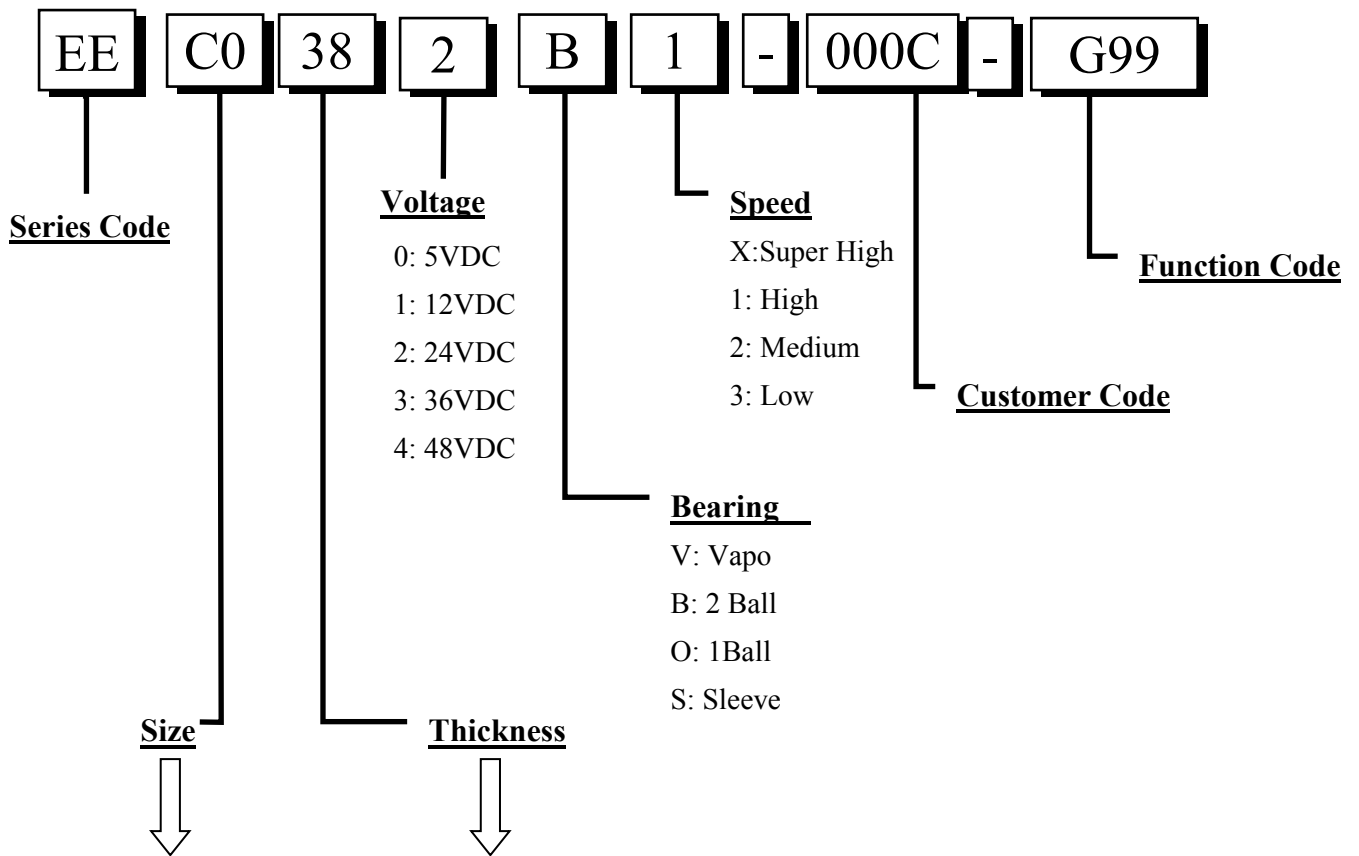 EE C0 38 2 B 1 - 000C - G99
Series Code
Voltage
0: 5VDC
1: 12VDC
2: 24VDC
3: 36VDC
4: 48VDC
Speed
X:Super High
1: High
2: Medium
3: Low
Function Code
Customer Code
Bearing
V: Vapo
B: 2 Ball
O: 1Ball
S: Sleeve
Size
Thickness